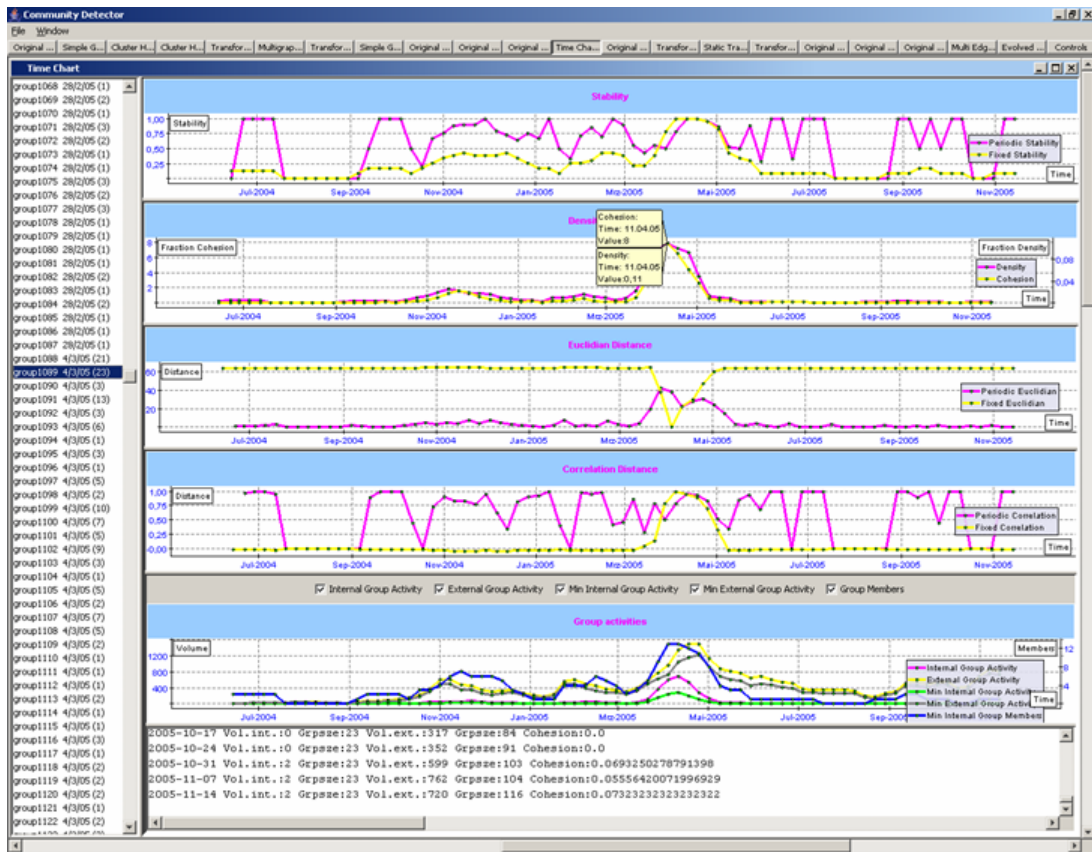 Community Detector
File Window
Original ... Simple G... Cluster H... Cluster H... Transfor... Multigrap... Transfor... Simple G... Original ... Original ... Original ... Time Cha... Original ... Transfor... Static Tra... Transfor... Original ... Original ... Original ... Multi Edg... Evolved ... Controls
Time Chart
group1068 28/2/05 (1)
group1069 28/2/05 (2)
group1070 28/2/05 (1)
group1071 28/2/05 (3)
group1072 28/2/05 (2)
group1073 28/2/05 (2)
group1074 28/2/05 (1)
group1075 28/2/05 (3)
group1076 28/2/05 (2)
group1077 28/2/05 (3)
group1078 28/2/05 (1)
group1079 28/2/05 (1)
group1080 28/2/05 (1)
group1081 28/2/05 (1)
group1082 28/2/05 (2)
group1083 28/2/05 (1)
group1084 28/2/05 (2)
group1085 28/2/05 (1)
group1086 28/2/05 (1)
group1087 28/2/05 (1)
group1088 4/3/05 (21)
group1089 4/3/05 (23)
group1090 4/3/05 (3)
group1091 4/3/05 (13)
group1092 4/3/05 (3)
group1093 4/3/05 (6)
group1094 4/3/05 (1)
group1095 4/3/05 (3)
group1096 4/3/05 (1)
group1097 4/3/05 (5)
group1098 4/3/05 (2)
group1099 4/3/05 (10)
group1100 4/3/05 (7)
group1101 4/3/05 (5)
group1102 4/3/05 (9)
group1103 4/3/05 (3)
group1104 4/3/05 (1)
group1105 4/3/05 (5)
group1106 4/3/05 (2)
group1107 4/3/05 (7)
group1108 4/3/05 (5)
group1109 4/3/05 (2)
group1110 4/3/05 (1)
group1111 4/3/05 (1)
group1112 4/3/05 (1)
group1113 4/3/05 (2)
group1114 4/3/05 (1)
group1115 4/3/05 (1)
group1116 4/3/05 (3)
group1117 4/3/05 (1)
group1118 4/3/05 (2)
group1119 4/3/05 (2)
group1120 4/3/05 (2)
group1121 4/3/05 (1)
group1122 4/3/05 (2)
Stability
Stability
1,00
0,75
0,50
0,25
Periodic Stability
Fixed Stability
Time
Jul-2004 Sep-2004 Nov-2004 Jan-2005 Mrz-2005 Mai-2005 Jul-2005 Sep-2005 Nov-2005
Densi
Cohesion:
Time: 11.04.05
Value:8
Density:
Time: 11.04.05
Value:0,11
Fraction Cohesion
Fraction Density
8
6
4
2
0,08
0,04
Density
Cohesion
Time
Jul-2004 Sep-2004 Nov-2004 Jan-2005 Mrz-2005 Mai-2005 Jul-2005 Sep-2005 Nov-2005
Euclidian Distance
Distance
60
40
20
Periodic Euclidian
Fixed Euclidian
Time
Jul-2004 Sep-2004 Nov-2004 Jan-2005 Mrz-2005 Mai-2005 Jul-2005 Sep-2005 Nov-2005
Correlation Distance
Distance
1,00
0,75
0,50
0,25
-0,00
Periodic Correlation
Fixed Correlation
Time
Jul-2004 Sep-2004 Nov-2004 Jan-2005 Mrz-2005 Mai-2005 Jul-2005 Sep-2005 Nov-2005
Internal Group Activity External Group Activity Min Internal Group Activity Min External Group Activity Group Members
Group activities
Volume
Members
1200
800
400
12
8
4
Internal Group Activity
External Group Activity
Min Internal Group Activity
Min External Group Activ
Min Internal Group Members
Time
Jul-2004 Sep-2004 Nov-2004 Jan-2005 Mrz-2005 Mai-2005 Jul-2005 Sep-2
2005-10-17 Vol.int.:0 Grpsze:23 Vol.ext.:317 Grpsze:84 Cohesion:0.0
2005-10-24 Vol.int.:0 Grpsze:23 Vol.ext.:352 Grpsze:91 Cohesion:0.0
2005-10-31 Vol.int.:2 Grpsze:23 Vol.ext.:599 Grpsze:103 Cohesion:0.0693250278791398
2005-11-07 Vol.int.:2 Grpsze:23 Vol.ext.:762 Grpsze:104 Cohesion:0.05556420071996929
2005-11-14 Vol.int.:2 Grpsze:23 Vol.ext.:720 Grpsze:116 Cohesion:0.07323232323232322